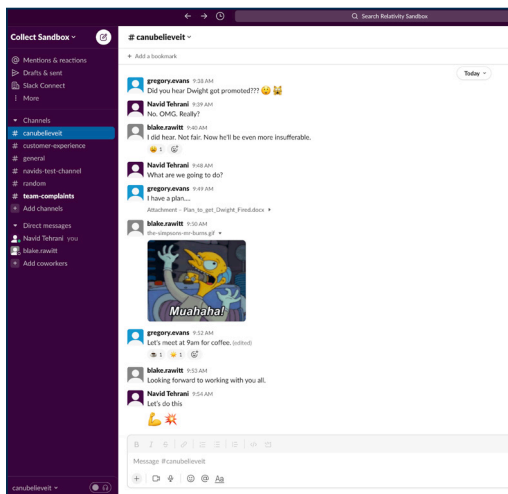 Search Relativity Sandbox
Collect Sandbox
Mentions & reactions
Drafts & sent
Slack Connect
More
Channels
# canubelieveit
# customer-experience
# general
# navids-test-channel
# random
# team-complaints
+ Add channels
Direct messages
Navid Tehrani you
blake.rawitt
+ Add coworkers
canubelieveit
# canubelieveit
+ Add a bookmark
Today
gregory.evans 9:38 AM
Did you hear Dwight got promoted???
Navid Tehrani 9:39 AM
No. OMG. Really?
blake.rawitt 9:40 AM
I did hear. Not fair. Now he'll be even more insufferable.
1
Navid Tehrani 9:48 AM
What are we going to do?
gregory.evans 9:49 AM
I have a plan....
Attachment - Plan_to_get_Dwight_Fired.docx
blake.rawitt 9:50 AM
the-simpsons-mr-burns.gif
Muahaha!
gregory.evans 9:52 AM
Let's meet at 9am for coffee. (edited)
1 1
blake.rawitt 9:53 AM
Looking forward to working with you all.
Navid Tehrani 9:54 AM
Let's do this
B I S
Message #canubelieveit
+ @ Aa